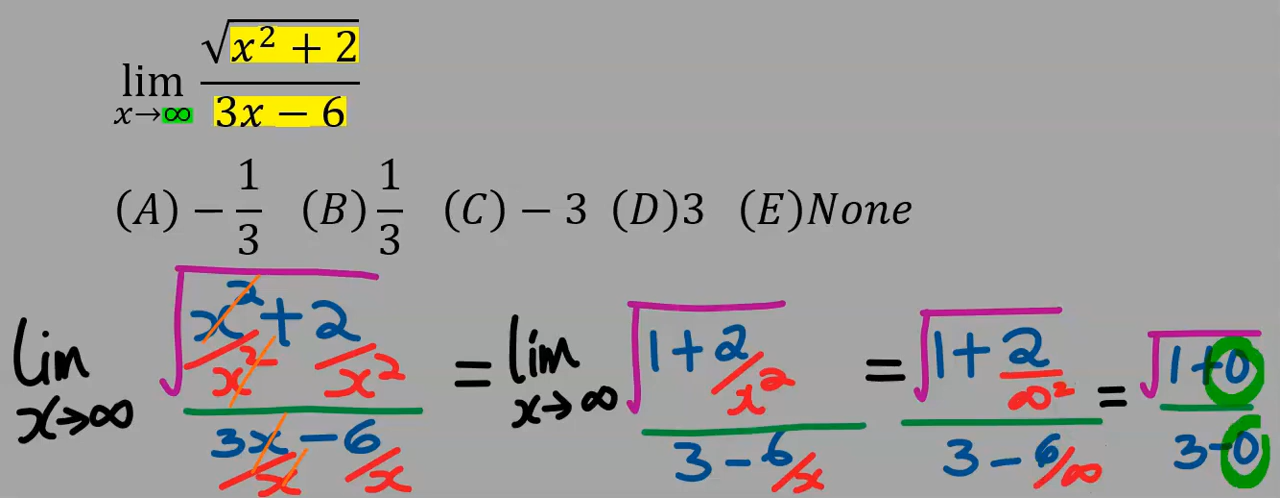 lim x→∞ √(x² + 2) / (3x − 6)
(A) − 1/3 (B) 1/3 (C) − 3 (D)3 (E)None
lim x→∞ √(x²/x² + 2/x²) / (3x/x − 6/x) = lim x→∞ √(1 + 2/x²) / (3 − 6/x) = √(1 + 2/∞²) / (3 − 6/∞) = √(1+0) / (3−0)